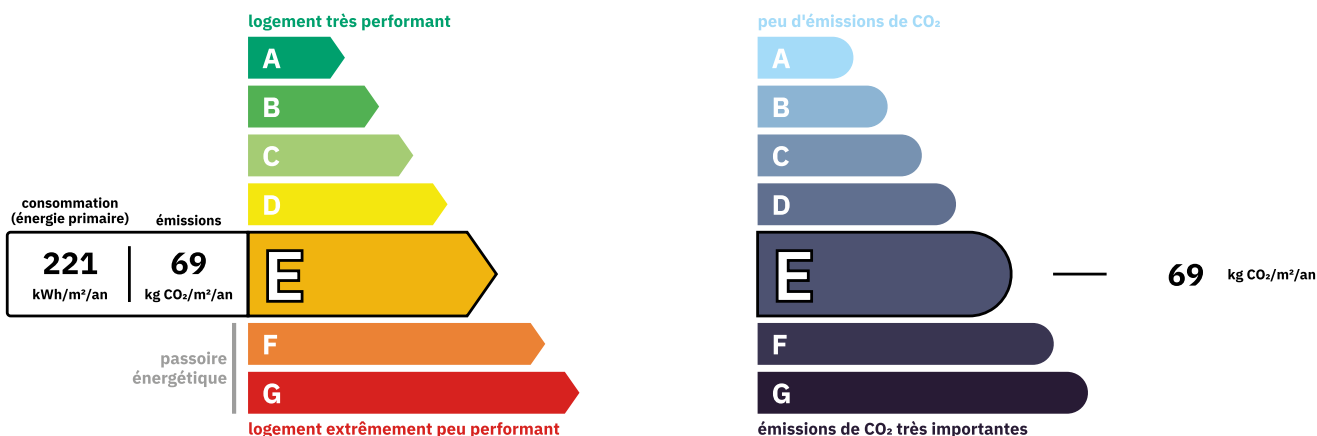 logement très performant
A
B
C
D
consommation
(énergie primaire)
émissions
221
kWh/m²/an
69
kg CO₂/m²/an
E
passoire
énergétique
F
G
logement extrêmement peu performant
peu d'émissions de CO₂
A
B
C
D
E
69 kg CO₂/m²/an
F
G
émissions de CO₂ très importantes